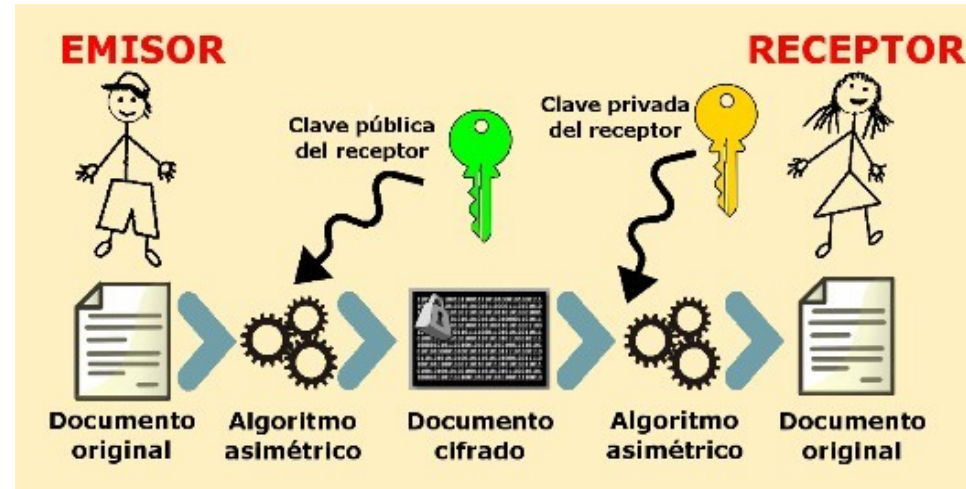 EMISOR
RECEPTOR
Clave pública
del receptor
Clave privada
del receptor
Documento
original
Algoritmo
asimétrico
Documento
cifrado
Algoritmo
asimétrico
Documento
original